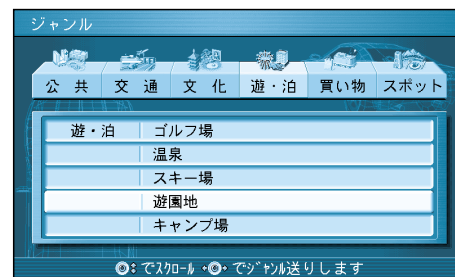 ジャンル
公 共 交 通 文 化 遊・泊 買い物 スポット
遊・泊 ゴルフ場
温泉
スキー場
遊園地
キャンプ場
でｽｸﾛｰﾙ でｼﾞｬﾝﾙ送りします